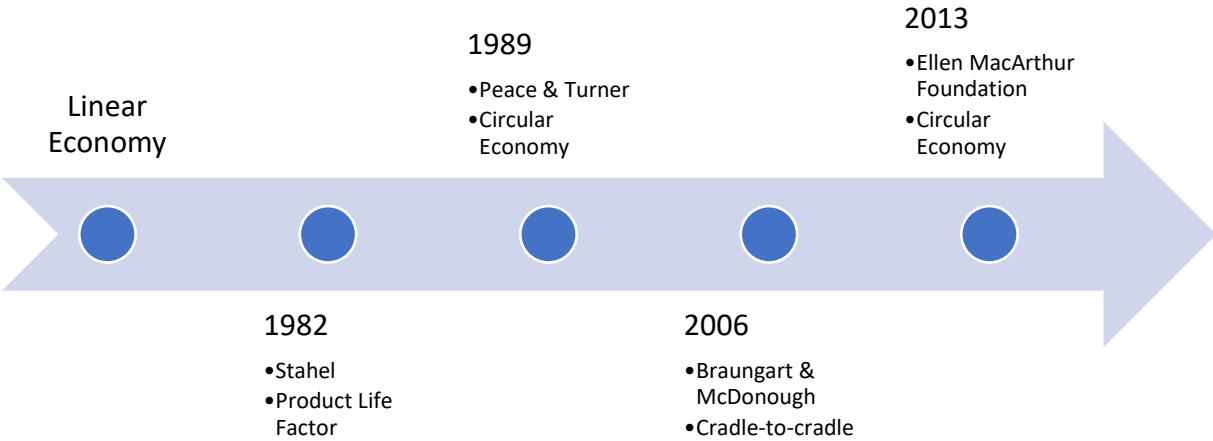 Linear
Economy
1982
•Stahel
•Product Life
Factor
1989
•Peace & Turner
•Circular
Economy
2006
•Braungart &
McDonough
•Cradle-to-cradle
2013
•Ellen MacArthur
Foundation
•Circular
Economy